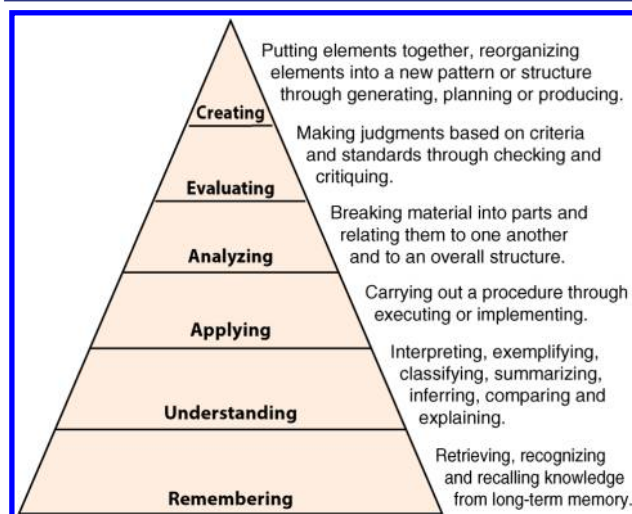 Putting elements together, reorganizing
elements into a new pattern or structure
through generating, planning or producing.
Creating
Making judgments based on criteria
and standards through checking and
critiquing.
Evaluating
Breaking material into parts and
relating them to one another
and to an overall structure.
Analyzing
Carrying out a procedure through
executing or implementing.
Applying
Interpreting, exemplifying,
classifying, summarizing,
inferring, comparing and
explaining.
Understanding
Retrieving, recognizing
and recalling knowledge
from long-term memory.
Remembering